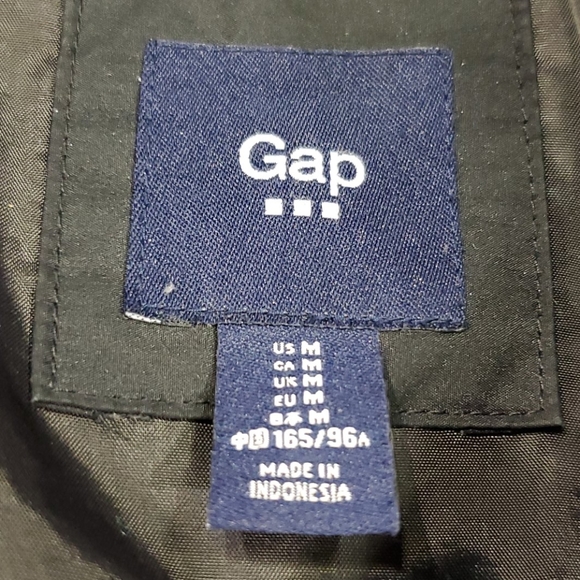 Gap
US M
CA M
UK M
EU M
日本 M
中国 165/96A
MADE IN
INDONESIA